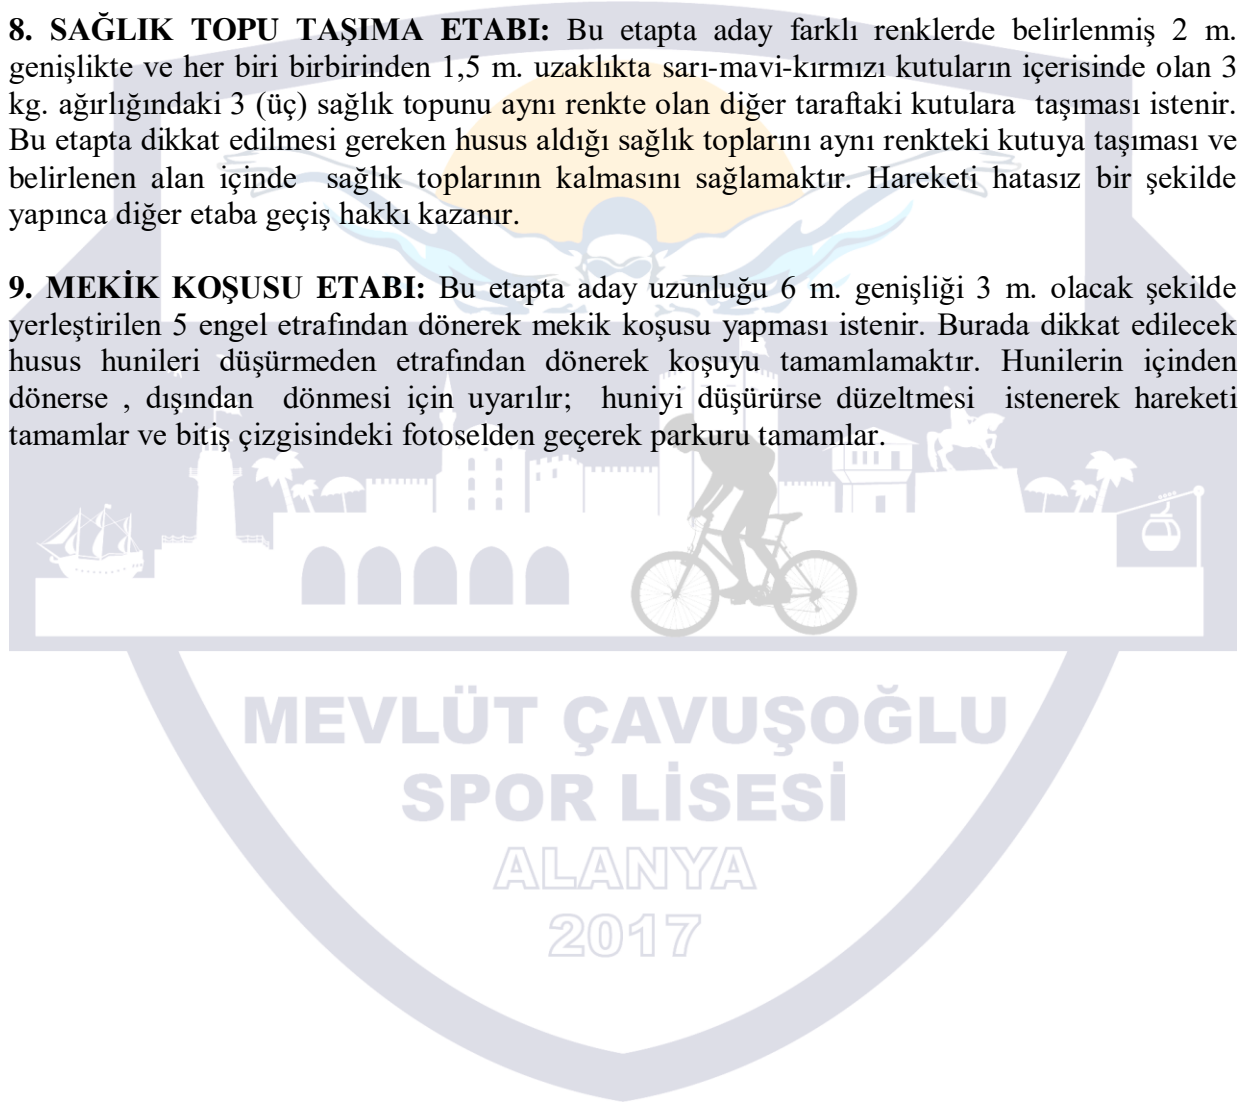 8. SAĞLIK TOPU TAŞIMA ETABI: Bu etapta aday farklı renklerde belirlenmiş 2 m.
genişlikte ve her biri birbirinden 1,5 m. uzaklıkta sarı-mavi-kırmızı kutuların içerisinde olan 3
kg. ağırlığındaki 3 (üç) sağlık topunu aynı renkte olan diğer taraftaki kutulara taşıması istenir.
Bu etapta dikkat edilmesi gereken husus aldığı sağlık toplarını aynı renkteki kutuya taşıması ve
belirlenen alan içinde sağlık toplarının kalmasını sağlamaktır. Hareketi hatasız bir şekilde
yapınca diğer etaba geçiş hakkı kazanır.
9. MEKİK KOŞUSU ETABI: Bu etapta aday uzunluğu 6 m. genişliği 3 m. olacak şekilde
yerleştirilen 5 engel etrafından dönerek mekik koşusu yapması istenir. Burada dikkat edilecek
husus hunileri düşürmeden etrafından dönerek koşuyu tamamlamaktır. Hunilerin içinden
dönerse , dışından dönmesi için uyarılır; huniyi düşürürse düzeltmesi istenerek hareketi
tamamlar ve bitiş çizgisindeki fotoselden geçerek parkuru tamamlar.
MEVLÜT ÇAVUŞOĞLU
SPOR LİSESİ
ALANYA
2017